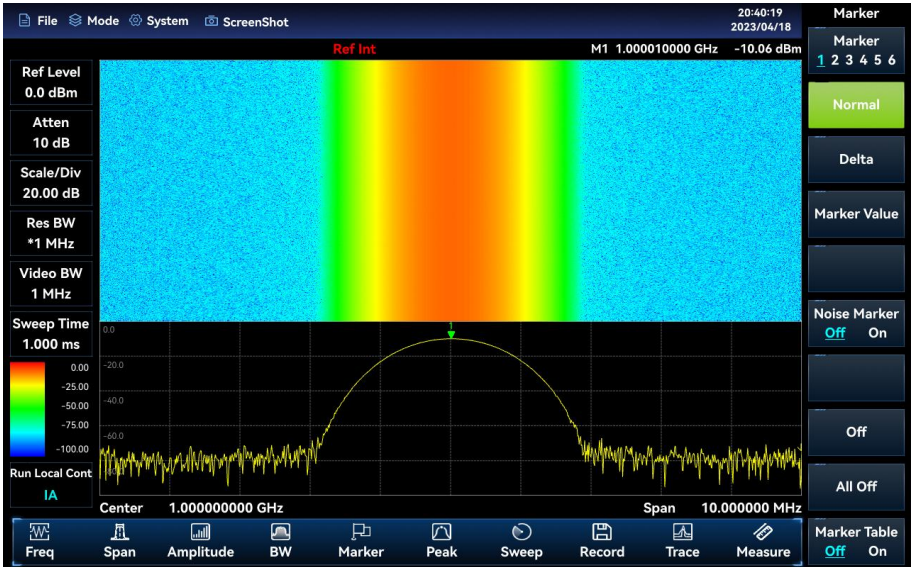 File Mode System ScreenShot
20:40:19
2023/04/18
Marker
Ref Int
M1 1.000010000 GHz -10.06 dBm
Ref Level
0.0 dBm
Atten
10 dB
Scale/Div
20.00 dB
Res BW
*1 MHz
Video BW
1 MHz
Sweep Time
1.000 ms
0.00
-25.00
-50.00
-75.00
-100.00
Run Local Cont
IA
1
0.0
-20.0
-40.0
-60.0
Center 1.000000000 GHz
Span 10.000000 MHz
Marker
1 2 3 4 5 6
Normal
Delta
Marker Value
Noise Marker
Off On
Off
All Off
Marker Table
Off On
Freq Span Amplitude BW Marker Peak Sweep Record Trace Measure